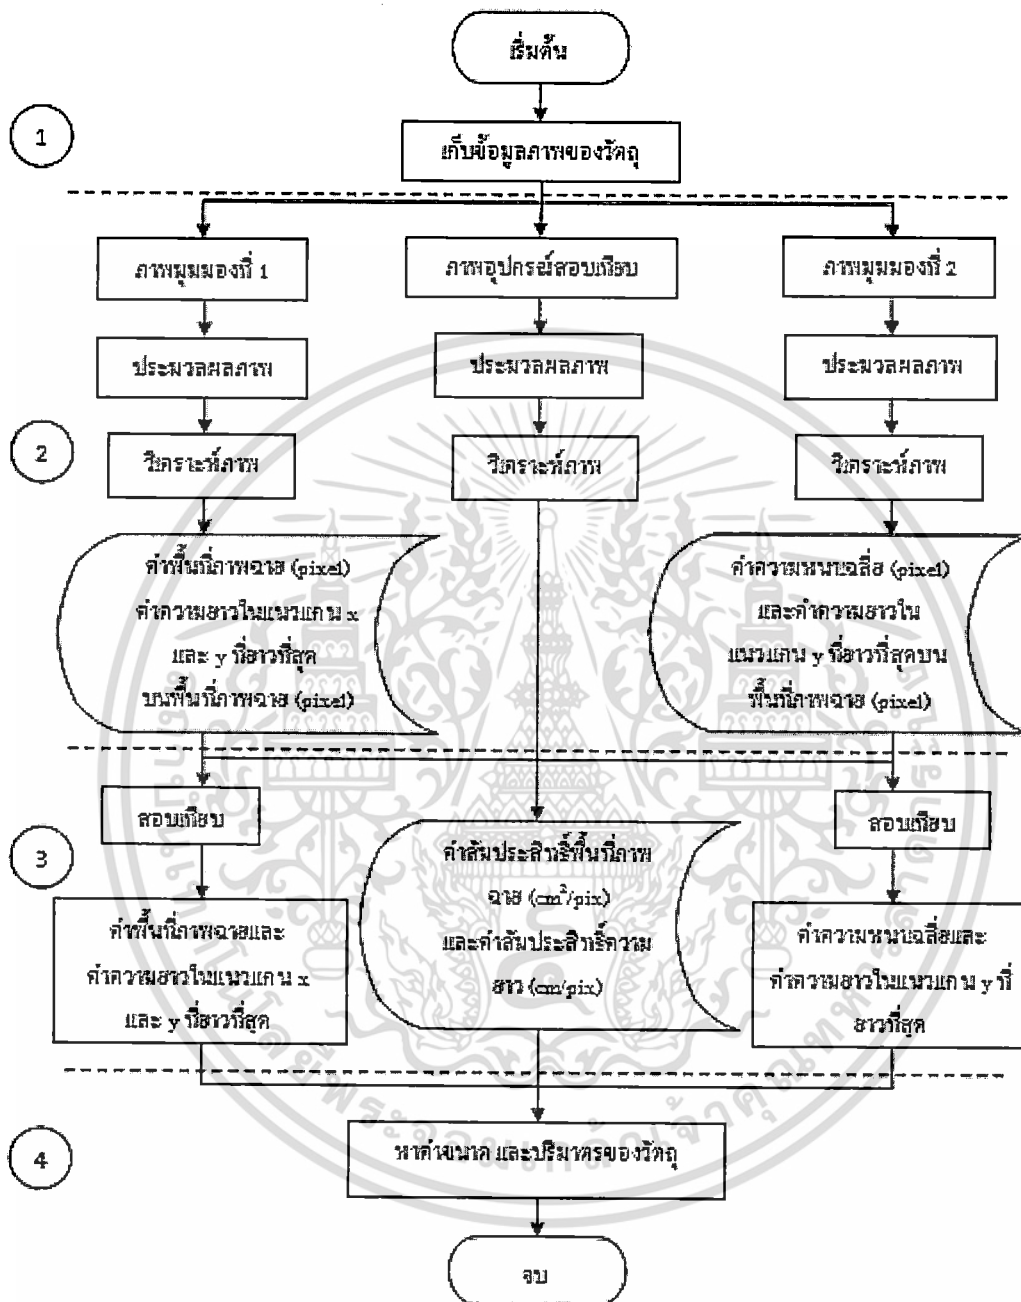 เริ่มต้น
1
เก็บข้อมูลภาพของวัตถุ
ภาพมุมมองที่ 1
ภาพอุปกรณ์สอบเทียบ
ภาพมุมมองที่ 2
ประมวลผลภาพ
ประมวลผลภาพ
ประมวลผลภาพ
2
วิเคราะห์ภาพ
วิเคราะห์ภาพ
วิเคราะห์ภาพ
ค่าพื้นที่ภาพฉาย (pixel)
ค่าความยาวในแนวแกน x
และ y ที่ยาวที่สุด
บนพื้นที่ภาพฉาย (pixel)
ค่าความหนาเฉลี่ย (pixel)
และค่าความยาวใน
แนวแกน y ที่ยาวที่สุดบน
พื้นที่ภาพฉาย (pixel)
สอบเทียบ
สอบเทียบ
3
ค่าสัมประสิทธิ์พื้นที่ภาพ
ฉาย (cm²/pix)
และค่าสัมประสิทธิ์ความ
ยาว (cm/pix)
ค่าพื้นที่ภาพฉายและ
ค่าความยาวในแนวแกน x
และ y ที่ยาวที่สุด
ค่าความหนาเฉลี่ยและ
ค่าความยาวในแนวแกน y ที่
ยาวที่สุด
4
หาค่าขนาด และปริมาตรของวัตถุ
จบ